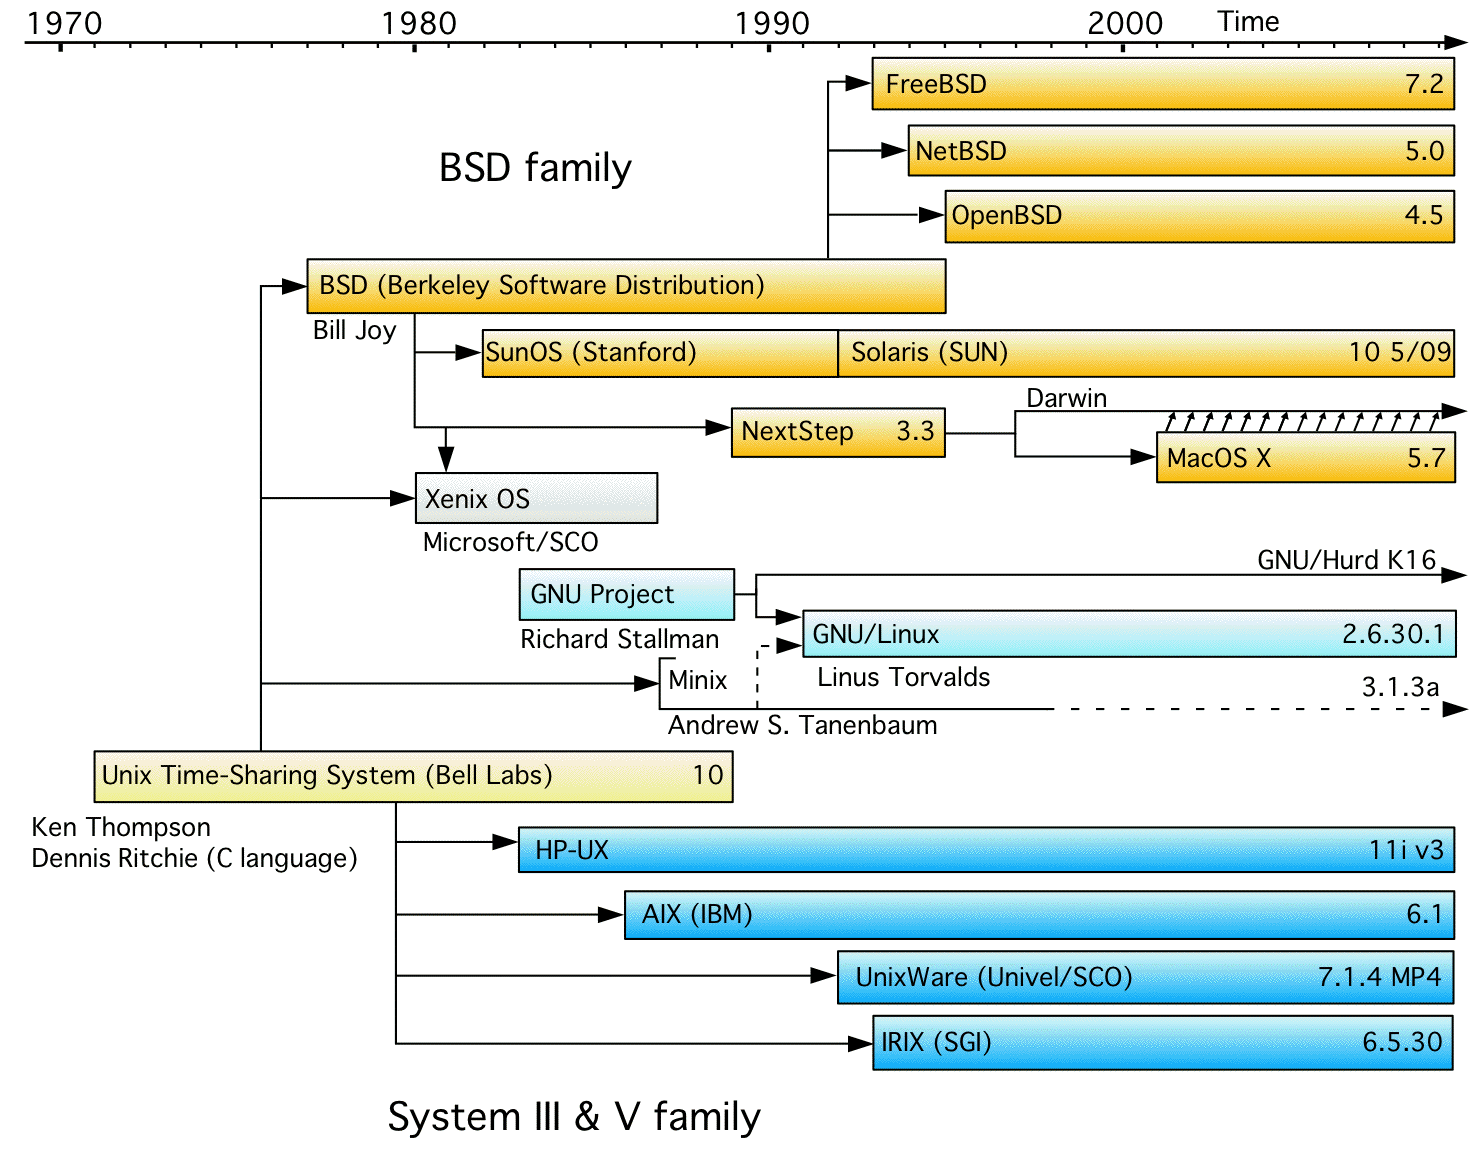 1970 1980 1990 2000 Time
FreeBSD 7.2
NetBSD 5.0
BSD family
OpenBSD 4.5
BSD (Berkeley Software Distribution)
Bill Joy
SunOS (Stanford) Solaris (SUN) 10 5/09
Darwin
NextStep 3.3
MacOS X 5.7
Xenix OS
Microsoft/SCO
GNU/Hurd K16
GNU Project
Richard Stallman
GNU/Linux 2.6.30.1
Linus Torvalds
Minix
3.1.3a
Andrew S. Tanenbaum
Unix Time-Sharing System (Bell Labs) 10
Ken Thompson
Dennis Ritchie (C language)
HP-UX 11i v3
AIX (IBM) 6.1
UnixWare (Univel/SCO) 7.1.4 MP4
IRIX (SGI) 6.5.30
System III & V family